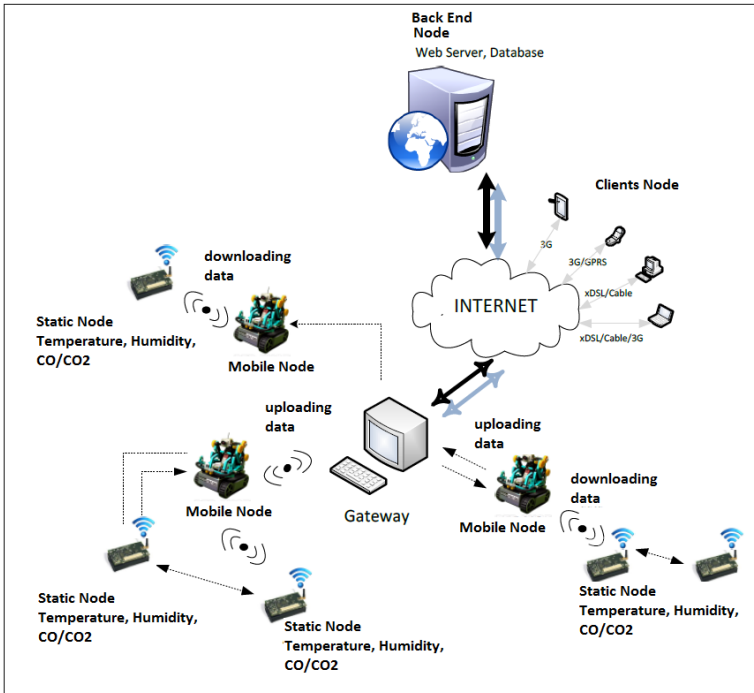 Back End
Node
Web Server, Database
Clients Node
3G
3G/GPRS
xDSL/Cable
xDSL/Cable/3G
INTERNET
downloading
data
Static Node
Temperature, Humidity,
CO/CO2
Mobile Node
uploading
data
Mobile Node
Gateway
uploading
data
Mobile Node
downloading
data
Static Node
Temperature, Humidity,
CO/CO2
Static Node
Temperature, Humidity,
CO/CO2
Static Node
Temperature, Humidity,
CO/CO2